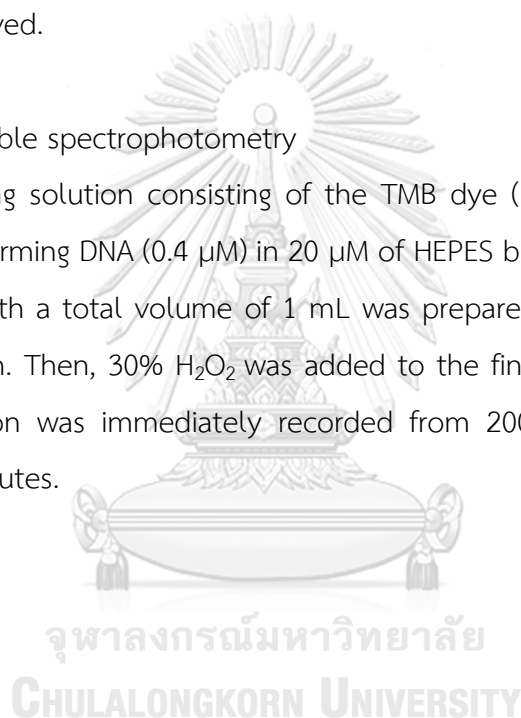 ved.
ble spectrophotometry
ng solution consisting of the TMB dye (
rming DNA (0.4 µM) in 20 µM of HEPES b
th a total volume of 1 mL was prepare
n. Then, 30% H₂O₂ was added to the fin
on was immediately recorded from 200
utes.
จุฬาลงกรณ์มหาวิทยาลัย
CHULALONGKORN UNIVERSITY